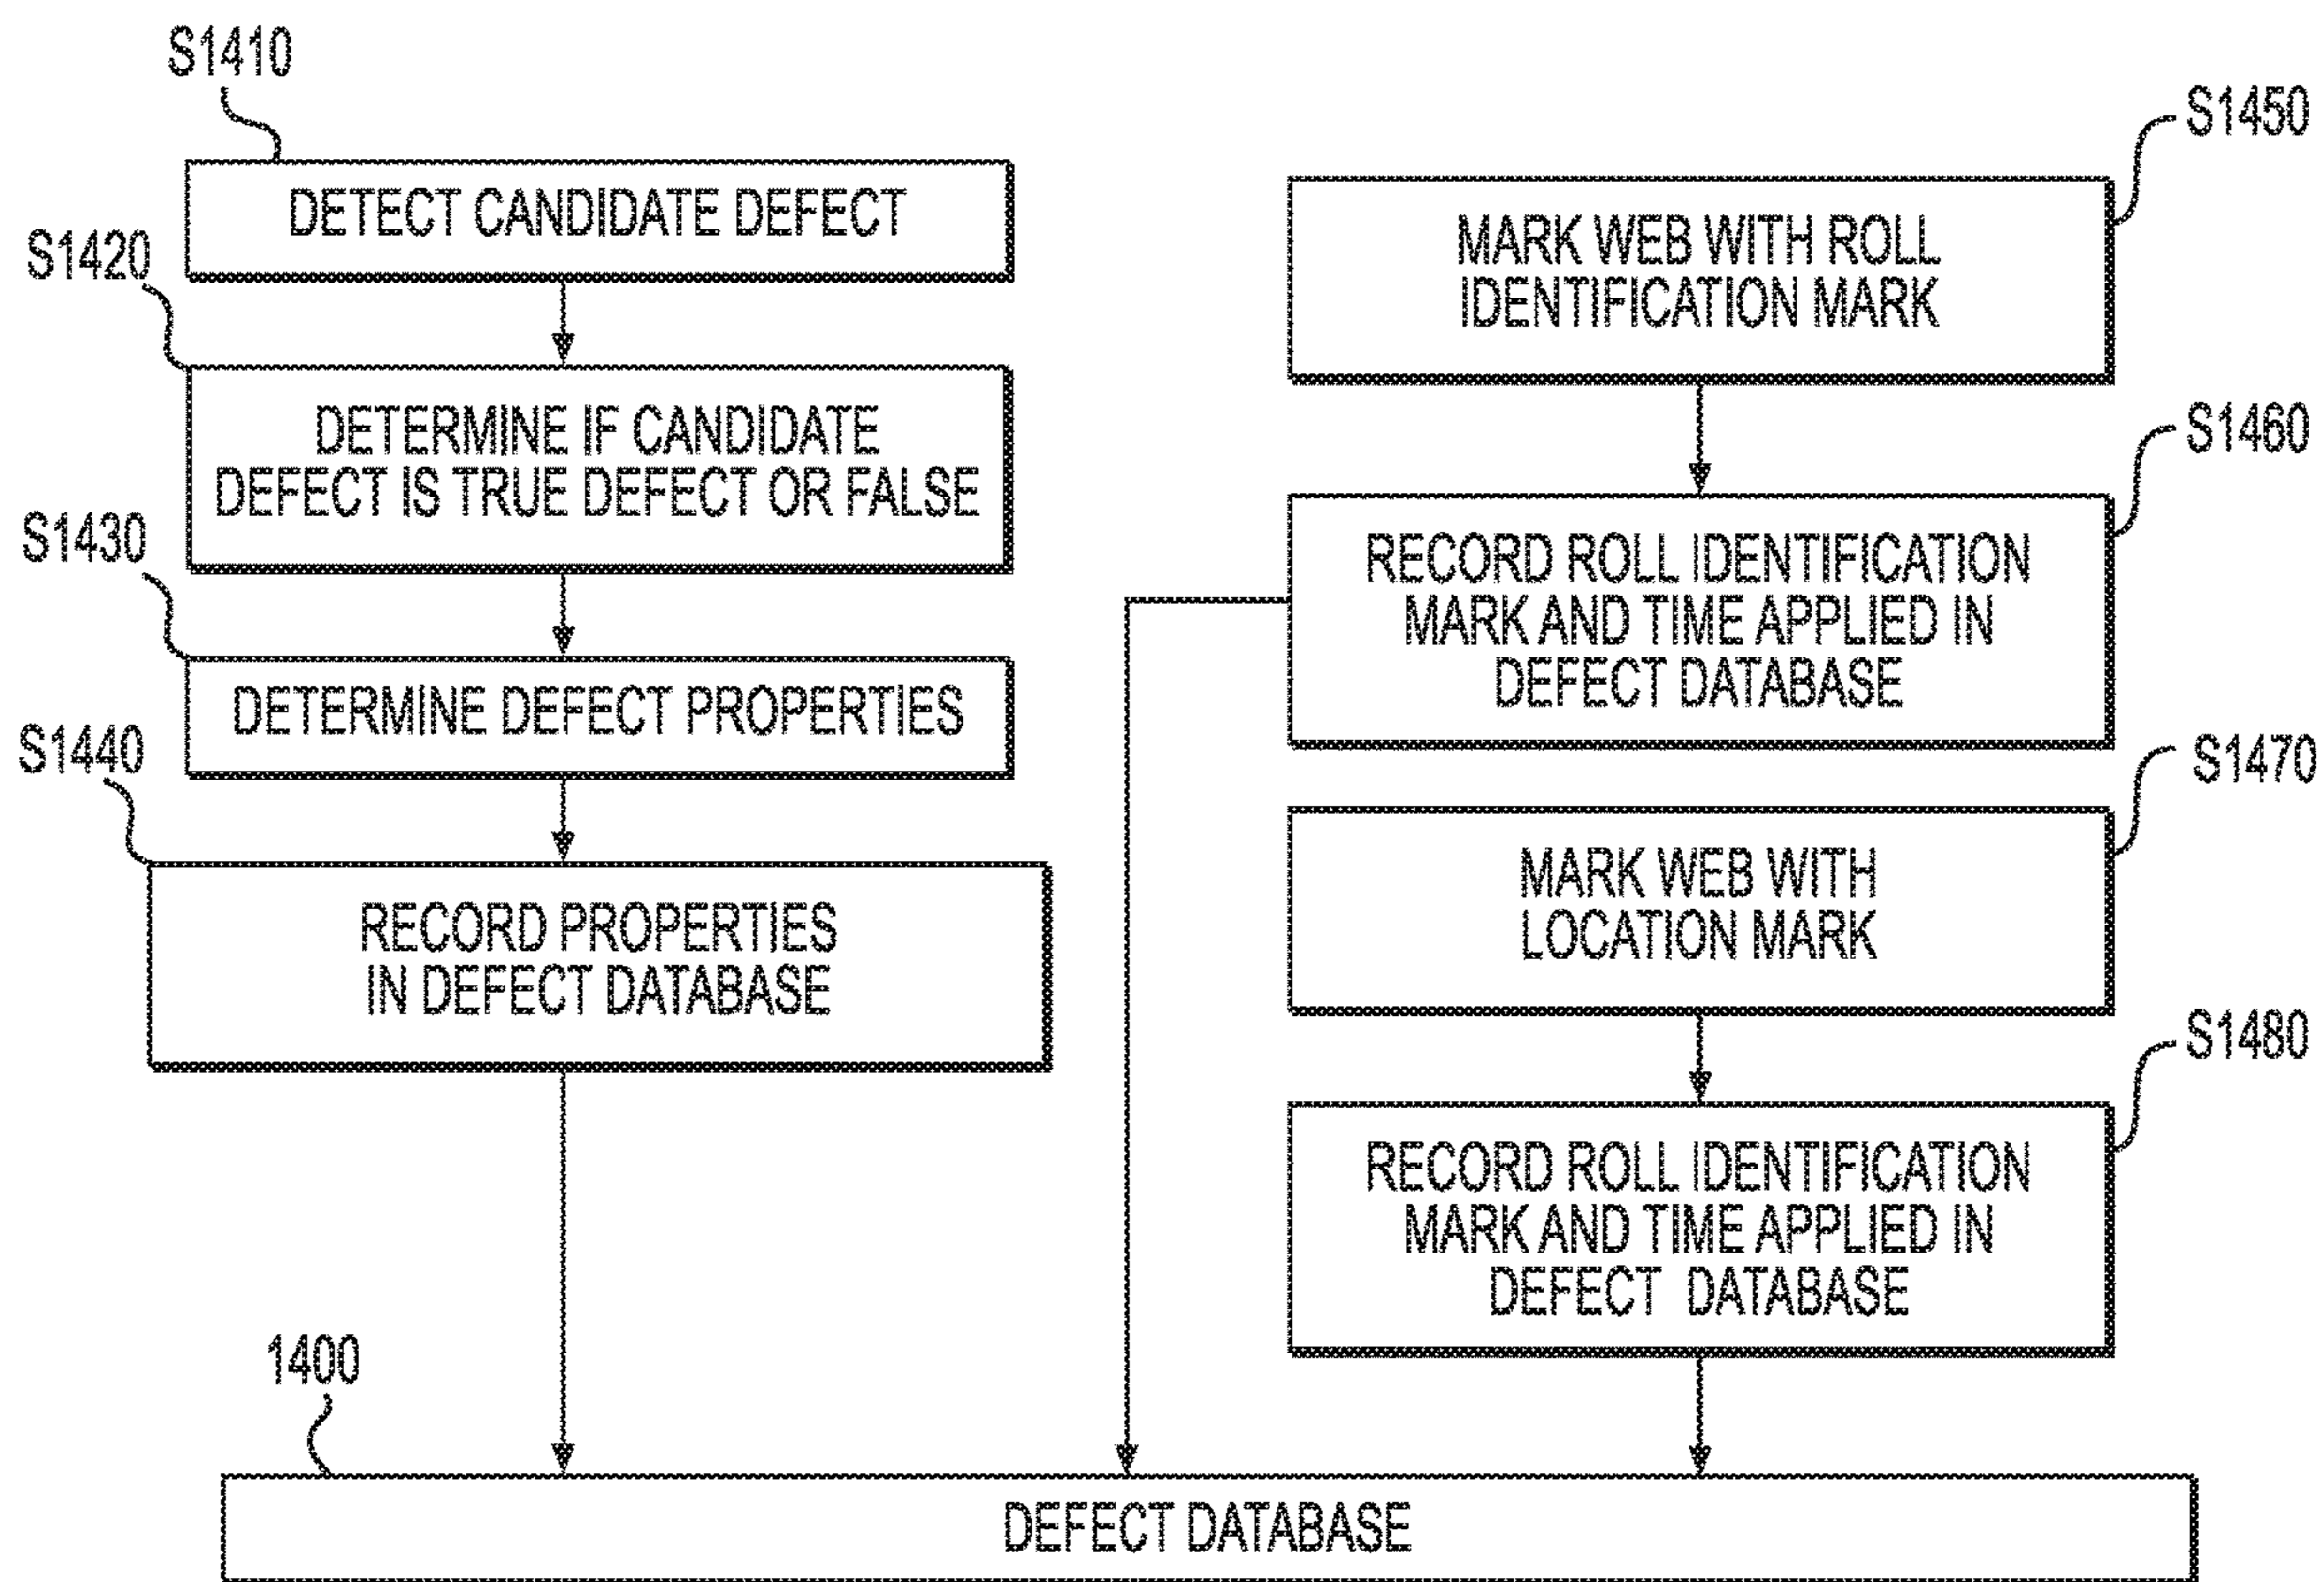 S1410
DETECT CANDIDATE DEFECT
S1420
DETERMINE IF CANDIDATE
DEFECT IS TRUE DEFECT OR FALSE
S1430
DETERMINE DEFECT PROPERTIES
S1440
RECORD PROPERTIES
IN DEFECT DATABASE
S1450
MARK WEB WITH ROLL
IDENTIFICATION MARK
S1460
RECORD ROLL IDENTIFICATION
MARK AND TIME APPLIED IN
DEFECT DATABASE
S1470
MARK WEB WITH
LOCATION MARK
S1480
RECORD ROLL IDENTIFICATION
MARK AND TIME APPLIED IN
DEFECT DATABASE
1400
DEFECT DATABASE